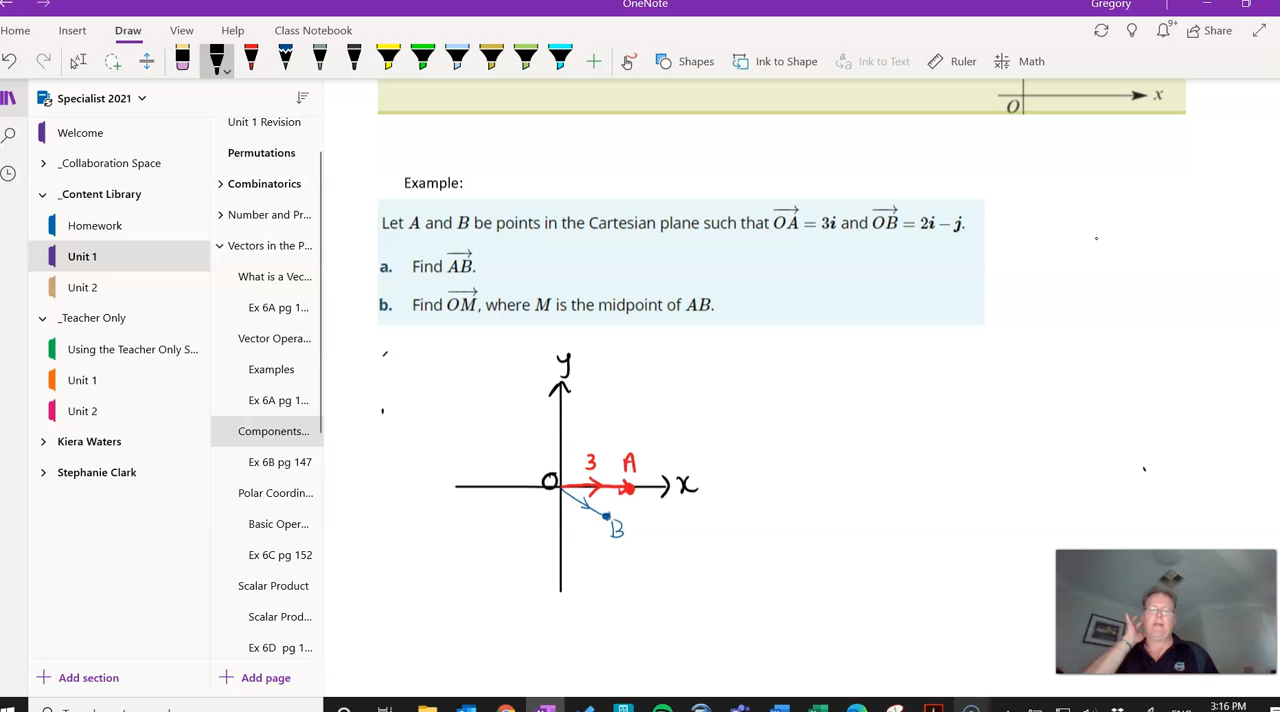 OneNote
Gregory
Home Insert Draw View Help Class Notebook
9+ Share
Shapes Ink to Shape Ink to Text Ruler Math
Specialist 2021
Welcome
_Collaboration Space
_Content Library
Homework
Unit 1
Unit 2
_Teacher Only
Using the Teacher Only S...
Unit 1
Unit 2
Kiera Waters
Stephanie Clark
Add section
Unit 1 Revision
Permutations
Combinatorics
Number and Pr...
Vectors in the P...
What is a Vec...
Ex 6A pg 1...
Vector Opera...
Examples
Ex 6A pg 1...
Components...
Ex 6B pg 147
Polar Coordin...
Basic Oper...
Ex 6C pg 152
Scalar Product
Scalar Prod...
Ex 6D pg 1...
Add page
O x
Example:
Let A and B be points in the Cartesian plane such that \overrightarrow{OA} = 3i and \overrightarrow{OB} = 2i − j.
a. Find \overrightarrow{AB}.
b. Find \overrightarrow{OM}, where M is the midpoint of AB.
y
3 A
O x
B
ENG
3:16 PM